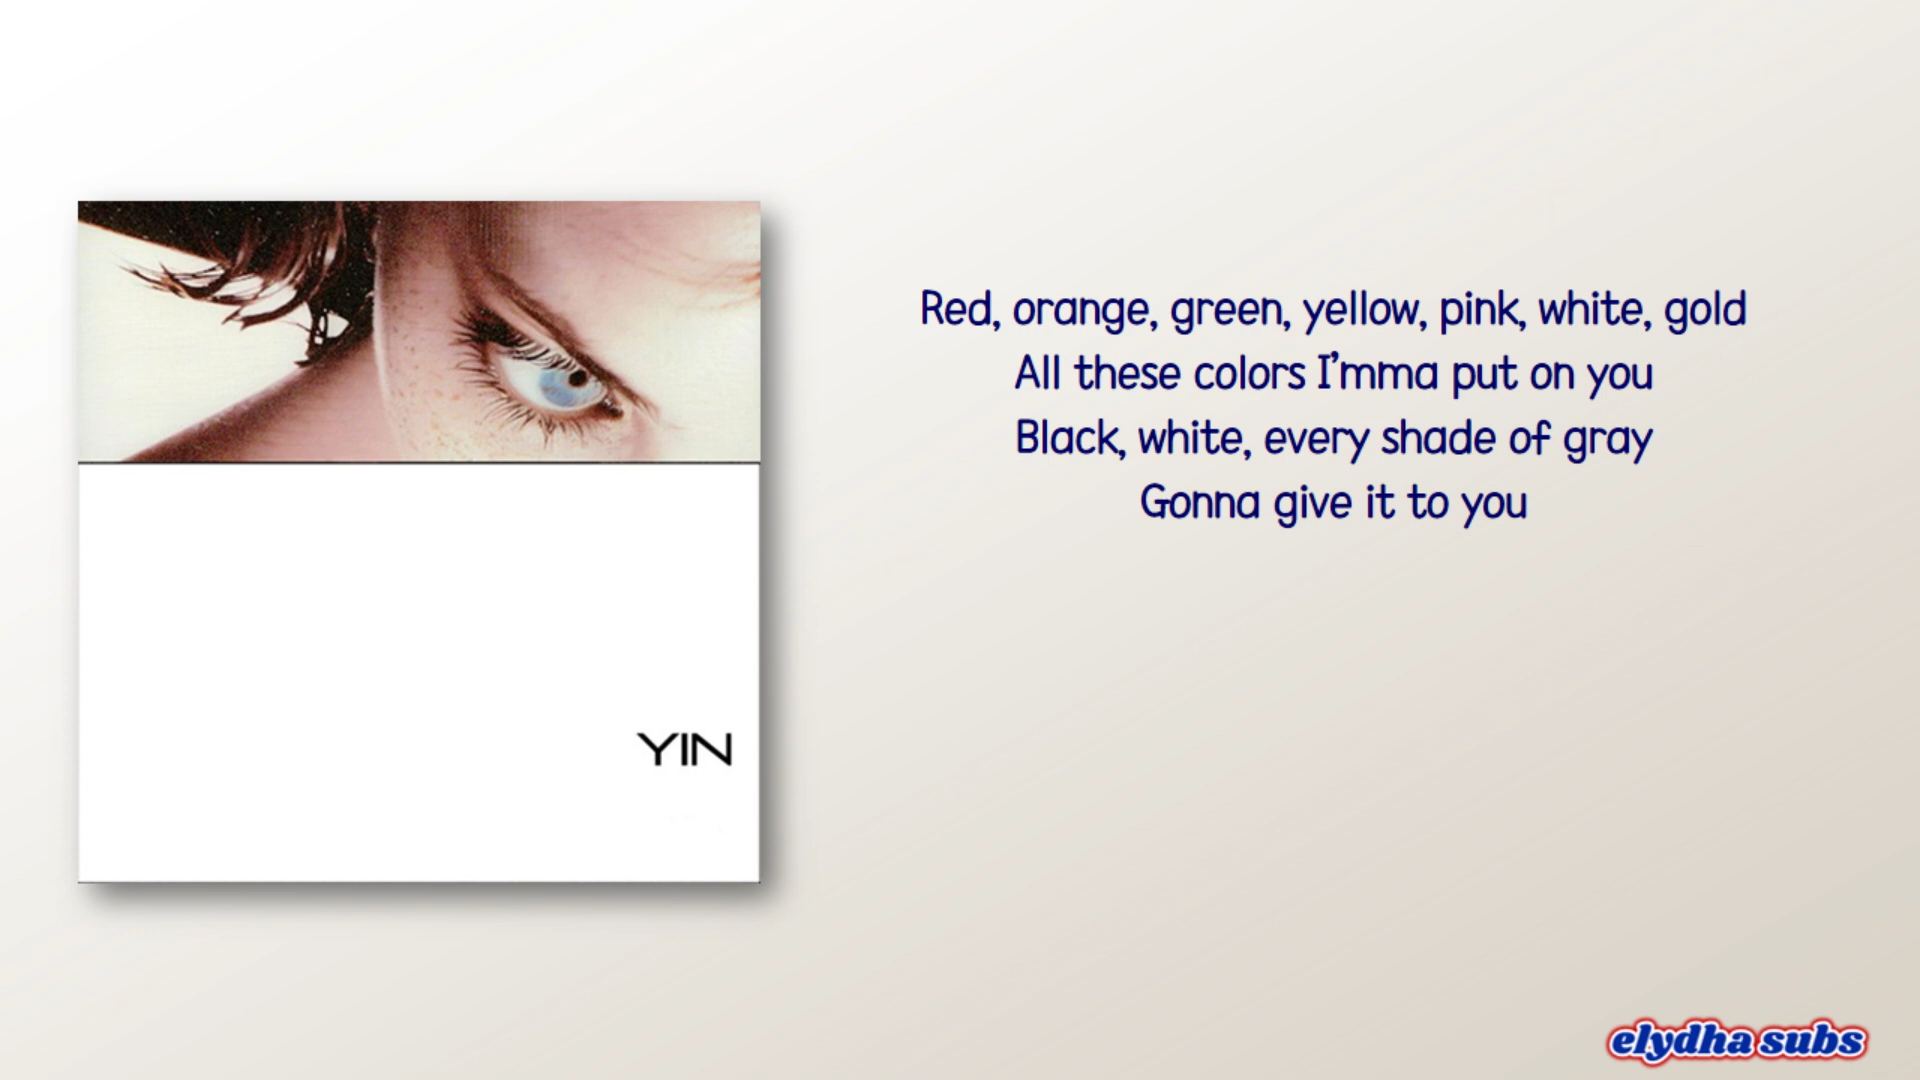 Red, orange, green, yellow, pink, white, gold
All these colors I'mma put on you
Black, white, every shade of gray
Gonna give it to you
YIN
elydha subs